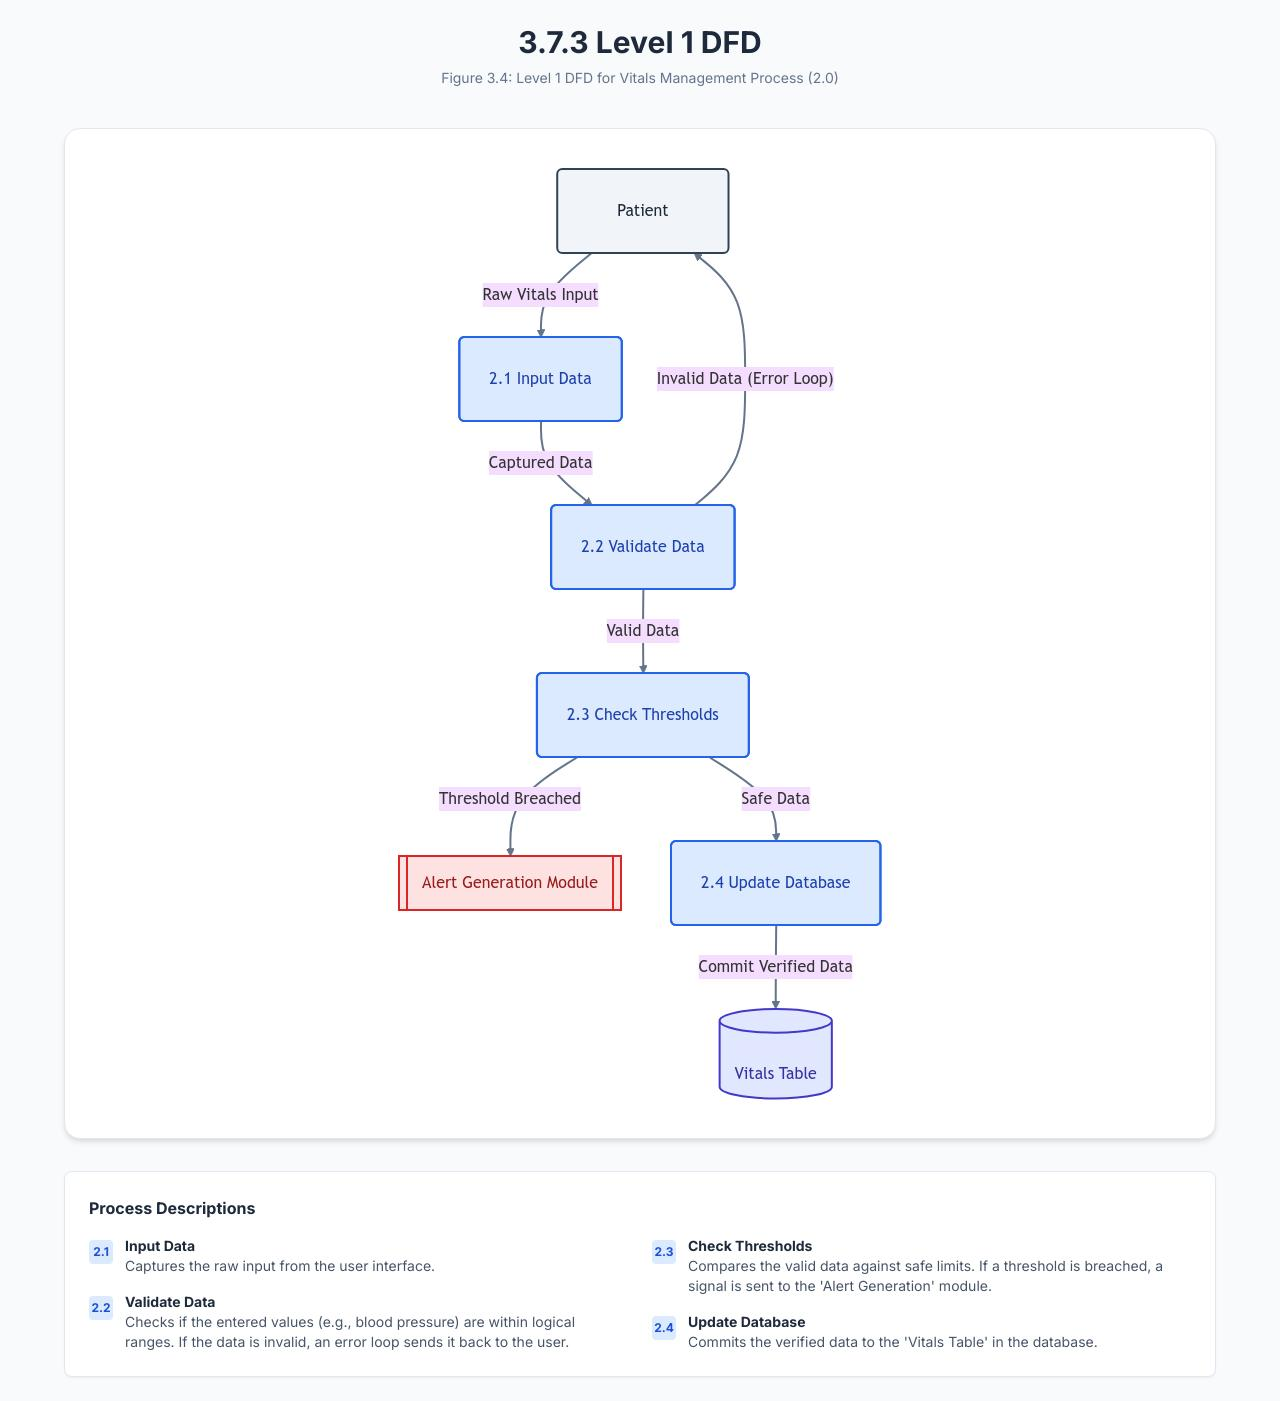 3.7.3 Level 1 DFD
Figure 3.4: Level 1 DFD for Vitals Management Process (2.0)
Patient
Raw Vitals Input
2.1 Input Data
Invalid Data (Error Loop)
Captured Data
2.2 Validate Data
Valid Data
2.3 Check Thresholds
Threshold Breached
Safe Data
Alert Generation Module
2.4 Update Database
Commit Verified Data
Vitals Table
Process Descriptions
2.1
Input Data
Captures the raw input from the user interface.
2.2
Validate Data
Checks if the entered values (e.g., blood pressure) are within logical
ranges. If the data is invalid, an error loop sends it back to the user.
2.3
Check Thresholds
Compares the valid data against safe limits. If a threshold is breached, a
signal is sent to the 'Alert Generation' module.
2.4
Update Database
Commits the verified data to the 'Vitals Table' in the database.